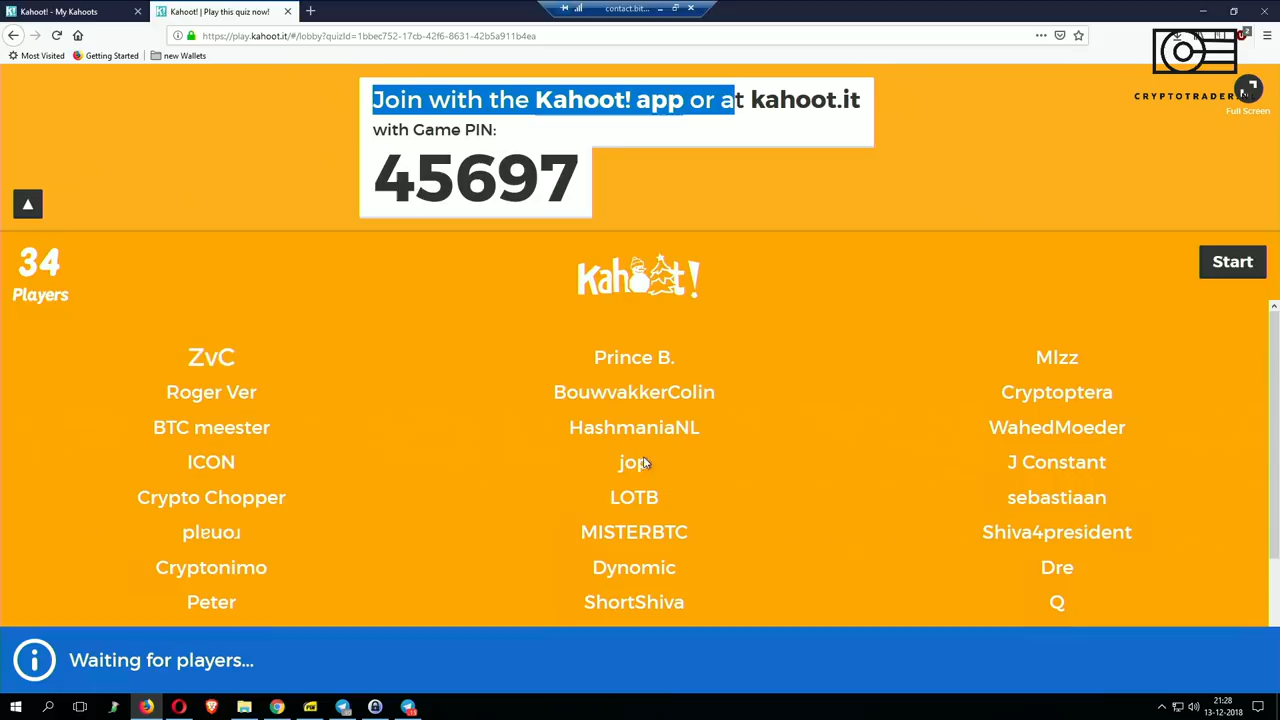 Kahoot! - My Kahoots
Kahoot! | Play this quiz now!
contact.bit...
https://play.kahoot.it/#/lobby?quizId=1bbec752-17cb-42f6-8631-42b5a911b4ea
Most Visited
Getting Started
new Wallets
Join with the Kahoot! app or at kahoot.it
with Game PIN:
45697
Full Screen
34
Players
Kahoot!
Start
ZvC
Prince B.
Mlzz
Roger Ver
BouwvakkerColin
Cryptoptera
BTC meester
HashmaniaNL
WahedMoeder
ICON
J Constant
Crypto Chopper
LOTB
sebastiaan
MISTERBTC
Shiva4president
Cryptonimo
Dynomic
Dre
Peter
ShortShiva
Q
Waiting for players...
21:28
13-12-2018